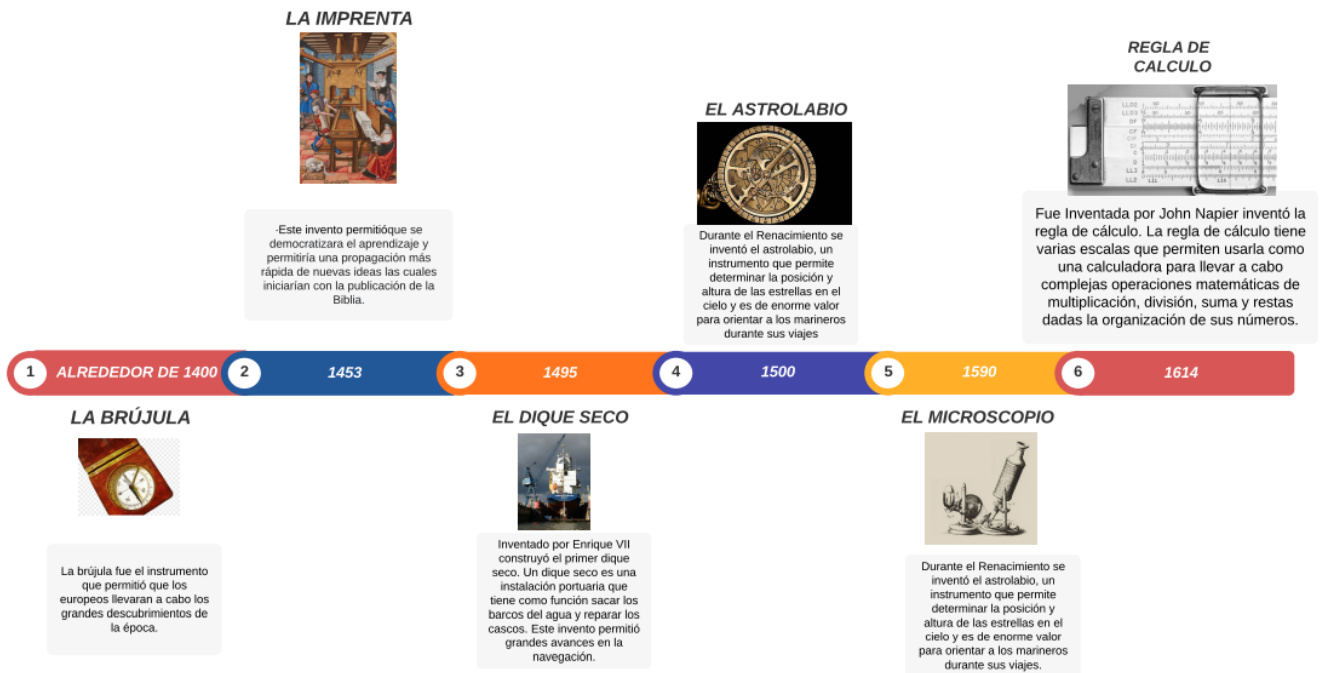 LA IMPRENTA
-Este invento permitióque se
democratizara el aprendizaje y
permitiría una propagación más
rápida de nuevas ideas las cuales
iniciarían con la publicación de la
Biblia.
EL ASTROLABIO
Durante el Renacimiento se
inventó el astrolabio, un
instrumento que permite
determinar la posición y
altura de las estrellas en el
cielo y es de enorme valor
para orientar a los marineros
durante sus viajes
REGLA DE
CALCULO
LL02
LL03
DF
CF
C
D
LL3
LL2
Fue Inventada por John Napier inventó la
regla de cálculo. La regla de cálculo tiene
varias escalas que permiten usarla como
una calculadora para llevar a cabo
complejas operaciones matemáticas de
multiplicación, división, suma y restas
dadas la organización de sus números.
1 ALREDEDOR DE 1400 2 1453 3 1495 4 1500 5 1590 6 1614
LA BRÚJULA
La brújula fue el instrumento
que permitió que los
europeos llevaran a cabo los
grandes descubrimientos de
la época.
EL DIQUE SECO
Inventado por Enrique VII
construyó el primer dique
seco. Un dique seco es una
instalación portuaria que
tiene como función sacar los
barcos del agua y reparar los
cascos. Este invento permitió
grandes avances en la
navegación.
EL MICROSCOPIO
Durante el Renacimiento se
inventó el astrolabio, un
instrumento que permite
determinar la posición y
altura de las estrellas en el
cielo y es de enorme valor
para orientar a los marineros
durante sus viajes.